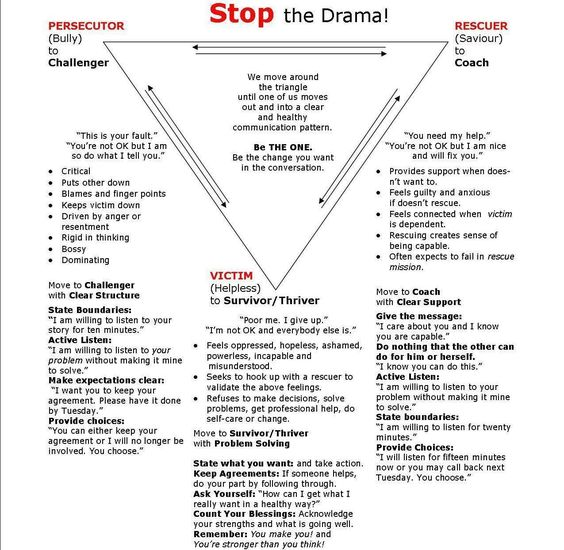 Stop the Drama!
PERSECUTOR
(Bully)
to
Challenger
RESCUER
(Saviour)
to
Coach
We move around
the triangle
until one of us moves
out and into a clear
and healthy
communication pattern.
Be THE ONE.
Be the change you want
in the conversation.
"This is your fault."
"You're not OK but I am
so do what I tell you."
• Critical
• Puts other down
• Blames and finger points
• Keeps victim down
• Driven by anger or
resentment
• Rigid in thinking
• Bossy
• Dominating
Move to Challenger
with Clear Structure
State Boundaries:
"I am willing to listen to your
story for ten minutes."
Active Listen:
"I am willing to listen to your
problem without making it mine
to solve."
Make expectations clear:
"I want you to keep your
agreement. Please have it done
by Tuesday."
Provide choices:
"You can either keep your
agreement or I will no longer be
involved. You choose."
VICTIM
(Helpless)
to Survivor/Thriver
"Poor me. I give up."
"I'm not OK and everybody else is."
• Feels oppressed, hopeless, ashamed,
powerless, incapable and
misunderstood.
• Seeks to hook up with a rescuer to
validate the above feelings.
• Refuses to make decisions, solve
problems, get professional help, do
self-care or change.
Move to Survivor/Thriver
with Problem Solving
State what you want: and take action.
Keep Agreements: If someone helps,
do your part by following through.
Ask Yourself: "How can I get what I
really want in a healthy way?"
Count Your Blessings: Acknowledge
your strengths and what is going well.
Remember: You make you! and
You're stronger than you think!
"You need my help."
"You're not OK but I am nice
and will fix you."
• Provides support when does-
n't want to.
• Feels guilty and anxious
if doesn't rescue.
• Feels connected when victim
is dependent.
• Rescuing creates sense of
being capable.
• Often expects to fail in rescue
mission.
Move to Coach
with Clear Support
Give the message:
"I care about you and I know
you are capable."
Do nothing that the other can
do for him or herself.
"I know you can do this."
Active Listen:
"I am willing to listen to your
problem without making it mine
to solve."
State boundaries:
"I am willing to listen for twenty
minutes."
Provide Choices:
"I will listen for fifteen minutes
now or you may call back next
Tuesday. You choose."